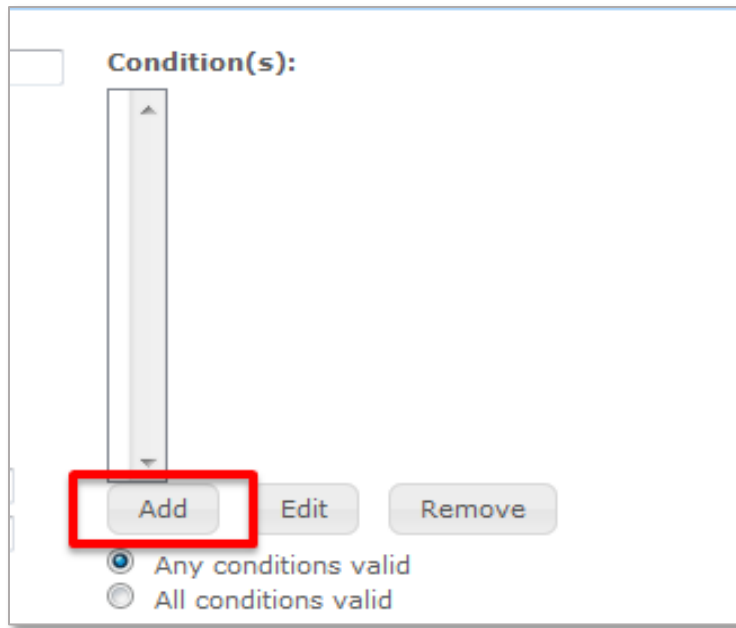 Condition(s):
Add Edit Remove
Any conditions valid
All conditions valid